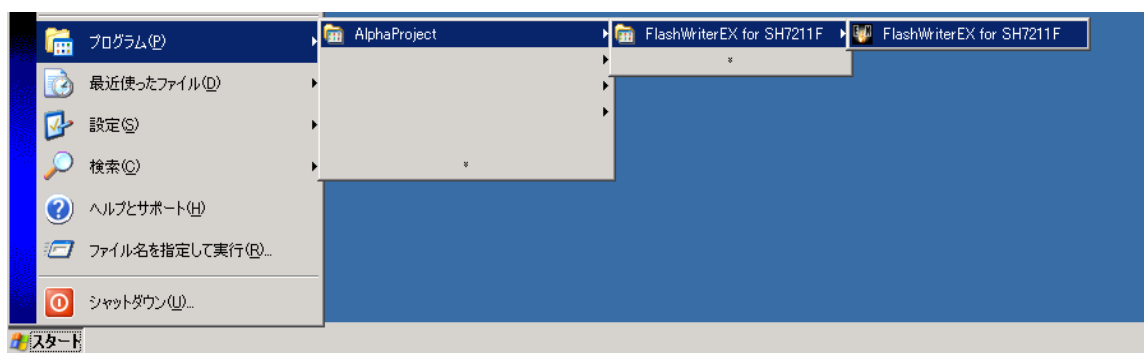 プログラム(P)
AlphaProject
FlashWriterEX for SH7211F
FlashWriterEX for SH7211F
最近使ったファイル(D)
設定(S)
検索(C)
ヘルプとサポート(H)
ファイル名を指定して実行(R)...
シャットダウン(U)...
スタート